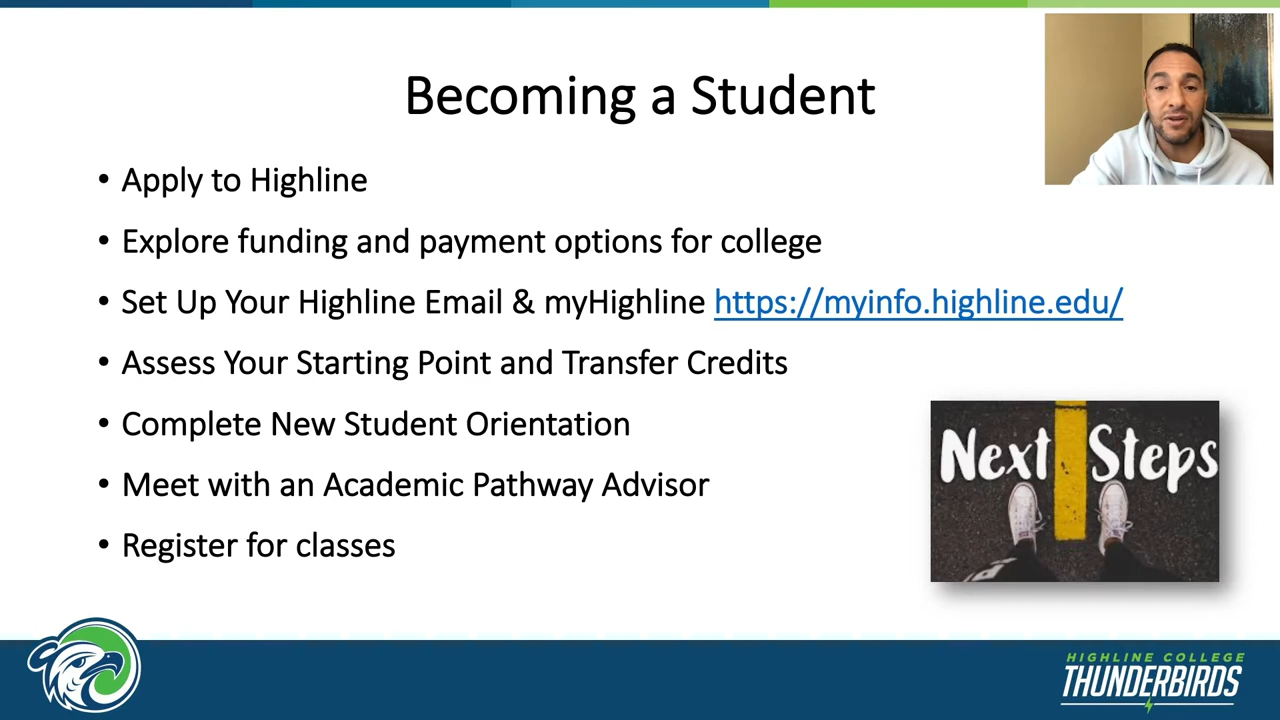 Becoming a Student
• Apply to Highline
• Explore funding and payment options for college
• Set Up Your Highline Email & myHighline https://myinfo.highline.edu/
• Assess Your Starting Point and Transfer Credits
• Complete New Student Orientation
• Meet with an Academic Pathway Advisor
• Register for classes
Next Steps
HIGHLINE COLLEGE
THUNDERBIRDS